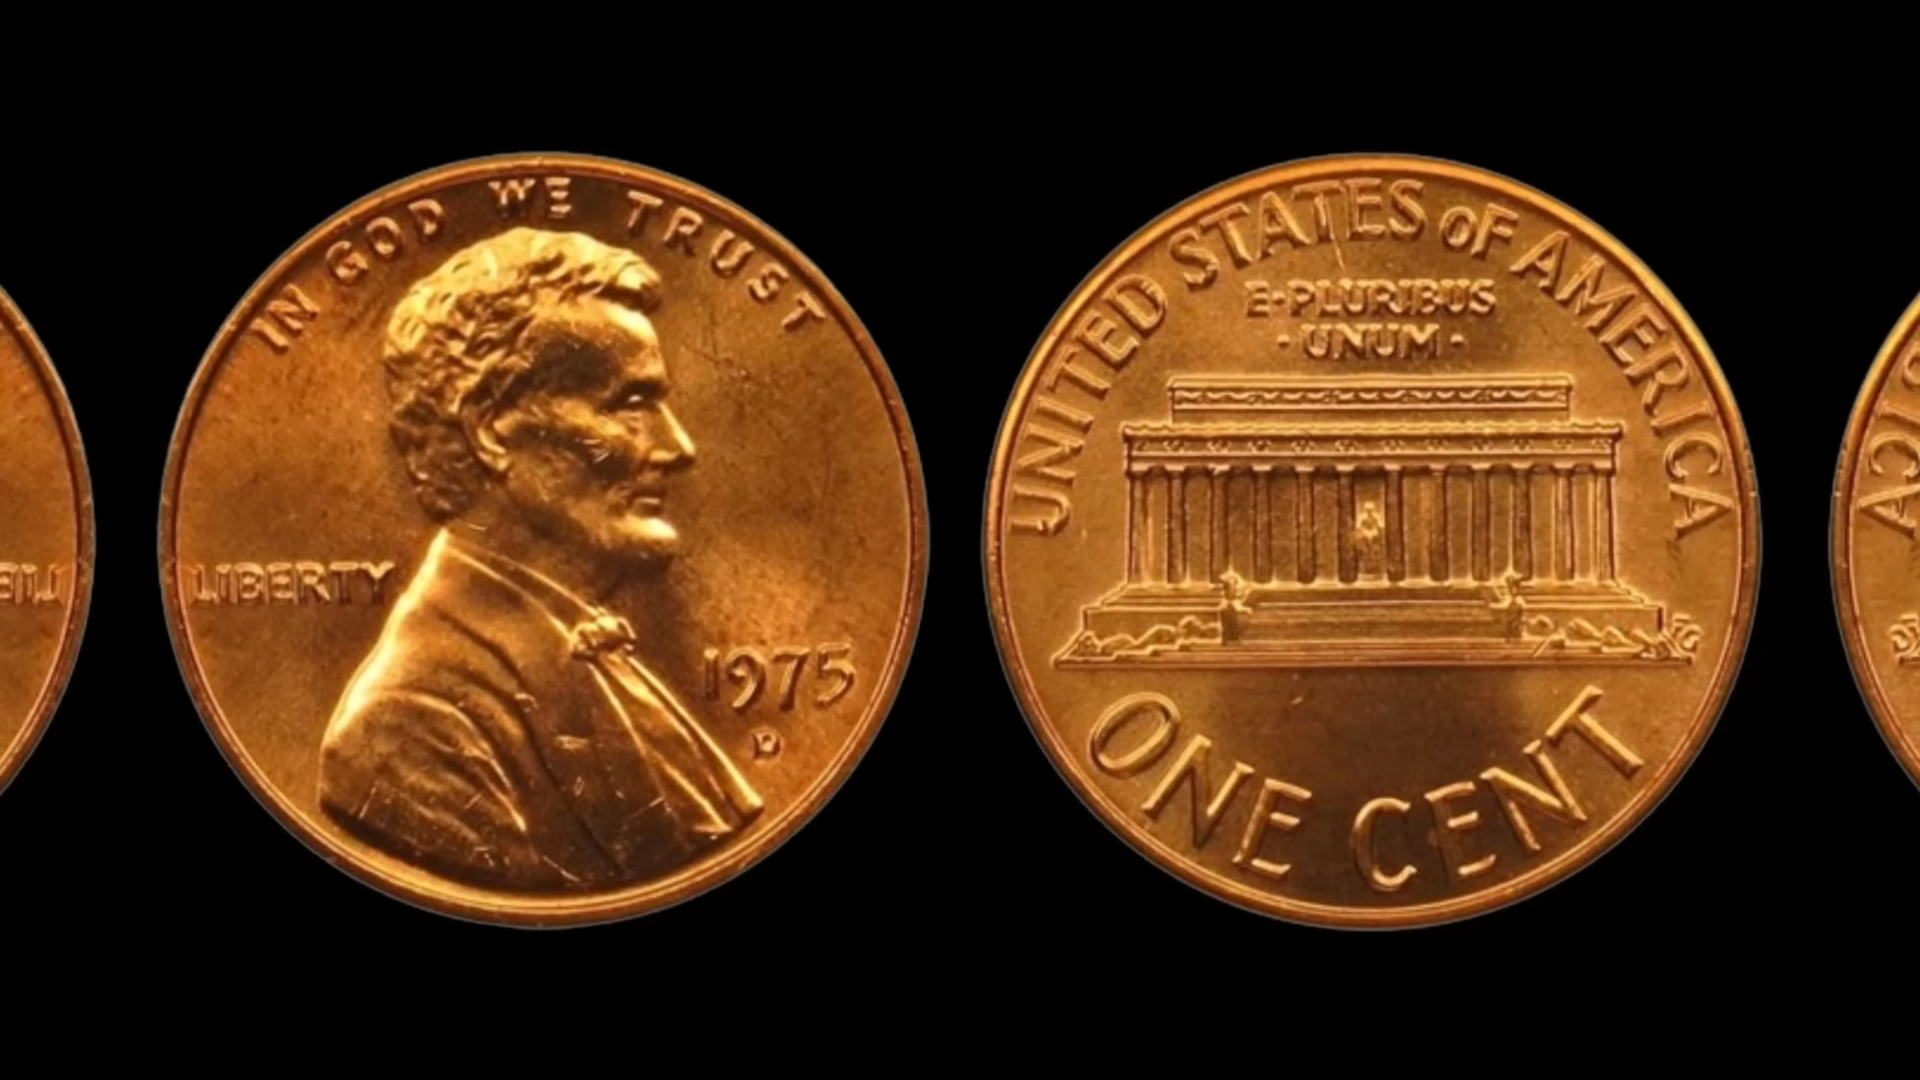 IN GOD WE TRUST
LIBERTY
1975
D
UNITED STATES OF AMERICA
E·PLURIBUS
·UNUM·
ONE CENT